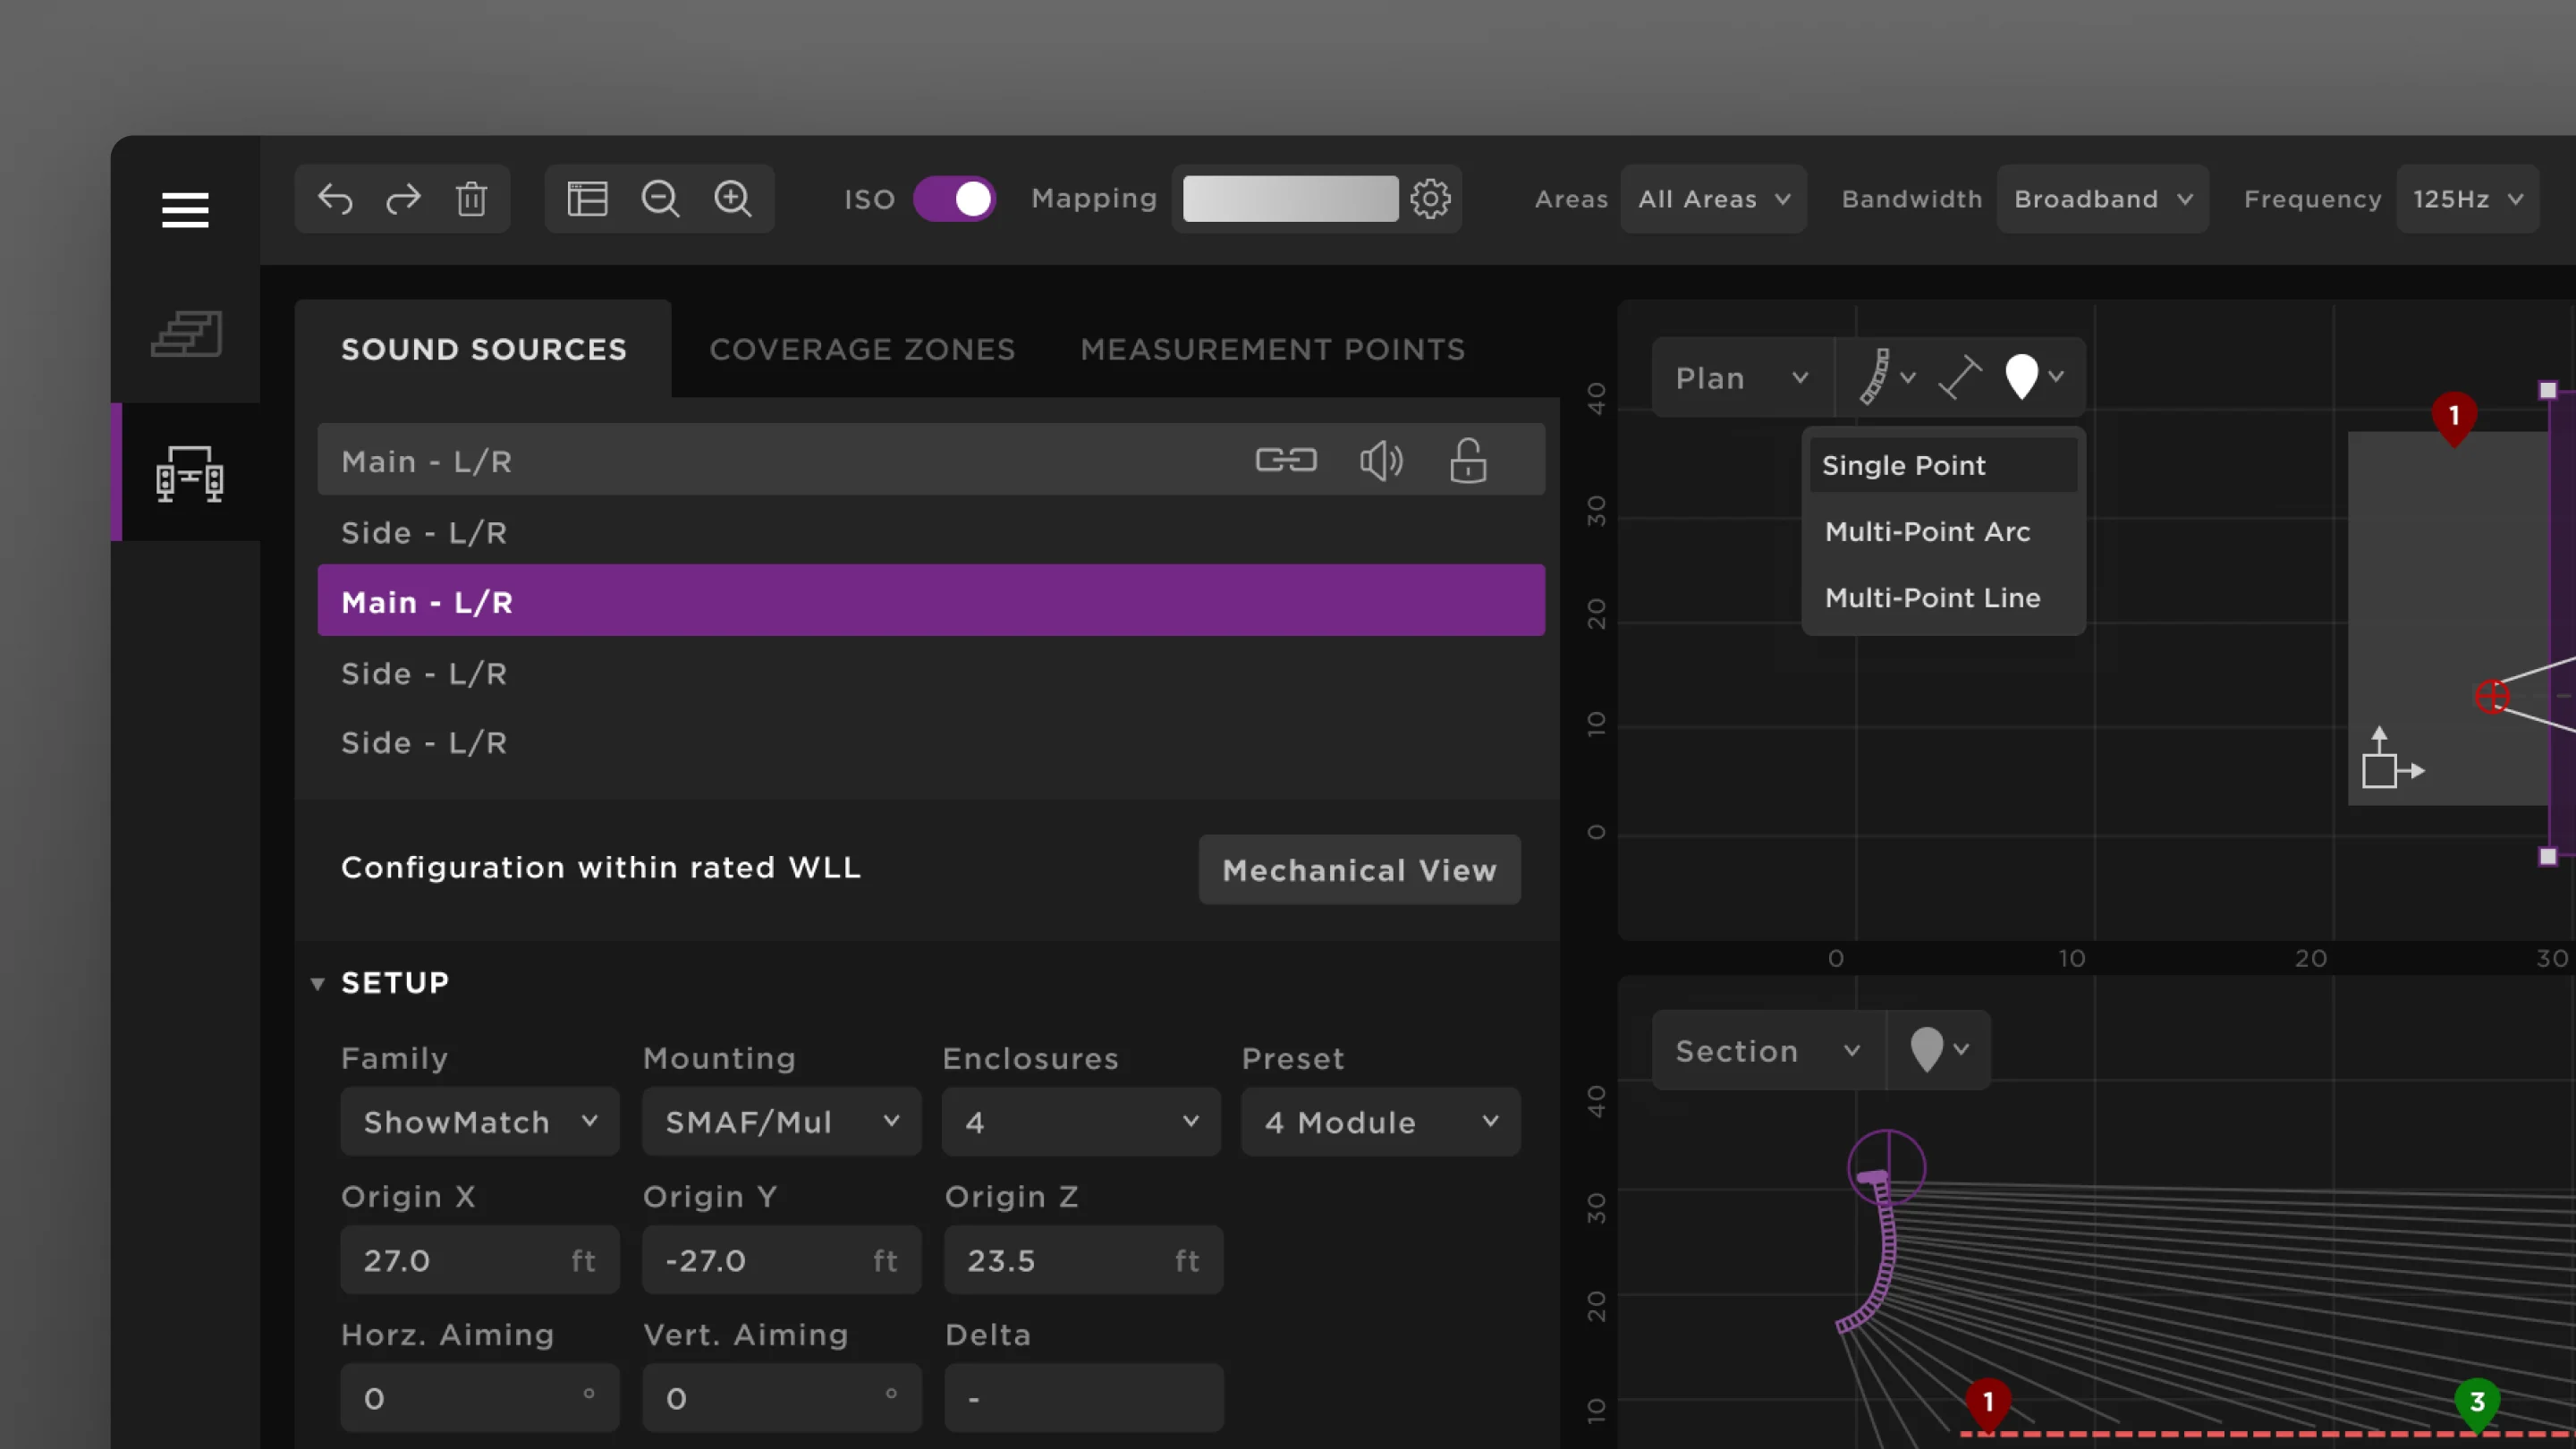 ISO Mapping Areas All Areas Bandwidth Broadband Frequency 125Hz
SOUND SOURCES COVERAGE ZONES MEASUREMENT POINTS
Main - L/R
Side - L/R
Main - L/R
Side - L/R
Side - L/R
Configuration within rated WLL Mechanical View
SETUP
Family Mounting Enclosures Preset
ShowMatch SMAF/Mul 4 4 Module
Origin X Origin Y Origin Z
27.0 ft -27.0 ft 23.5 ft
Horz. Aiming Vert. Aiming Delta
0 ° 0 ° -
Plan
Single Point
Multi-Point Arc
Multi-Point Line
1
40
30
20
10
0
0 10 20 30
Section
40
30
20
10
1 3